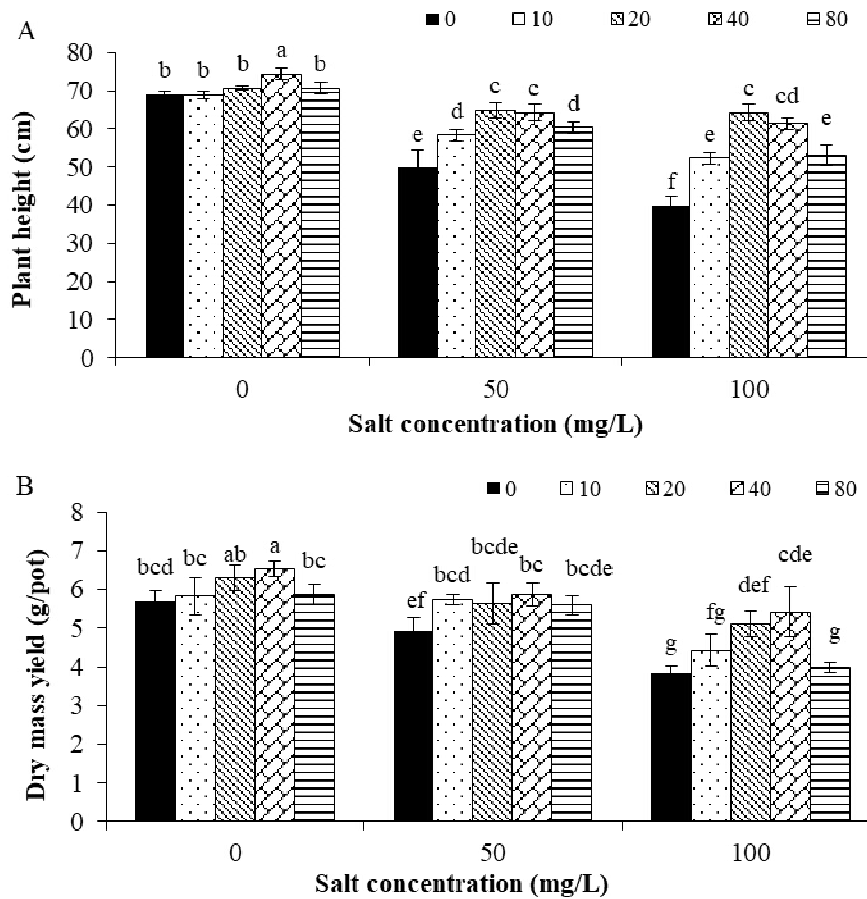 A
0 10 20 40 80
80
70
60
50
40
30
20
10
0
Plant height (cm)
b b b a b
e d c c d
f e c cd e
0 50 100
Salt concentration (mg/L)
B
0 10 20 40 80
8
7
6
5
4
3
2
1
0
Dry mass yield (g/pot)
bcd bc ab a bc
ef bcd bcde bc bcde
g fg def cde g
0 50 100
Salt concentration (mg/L)